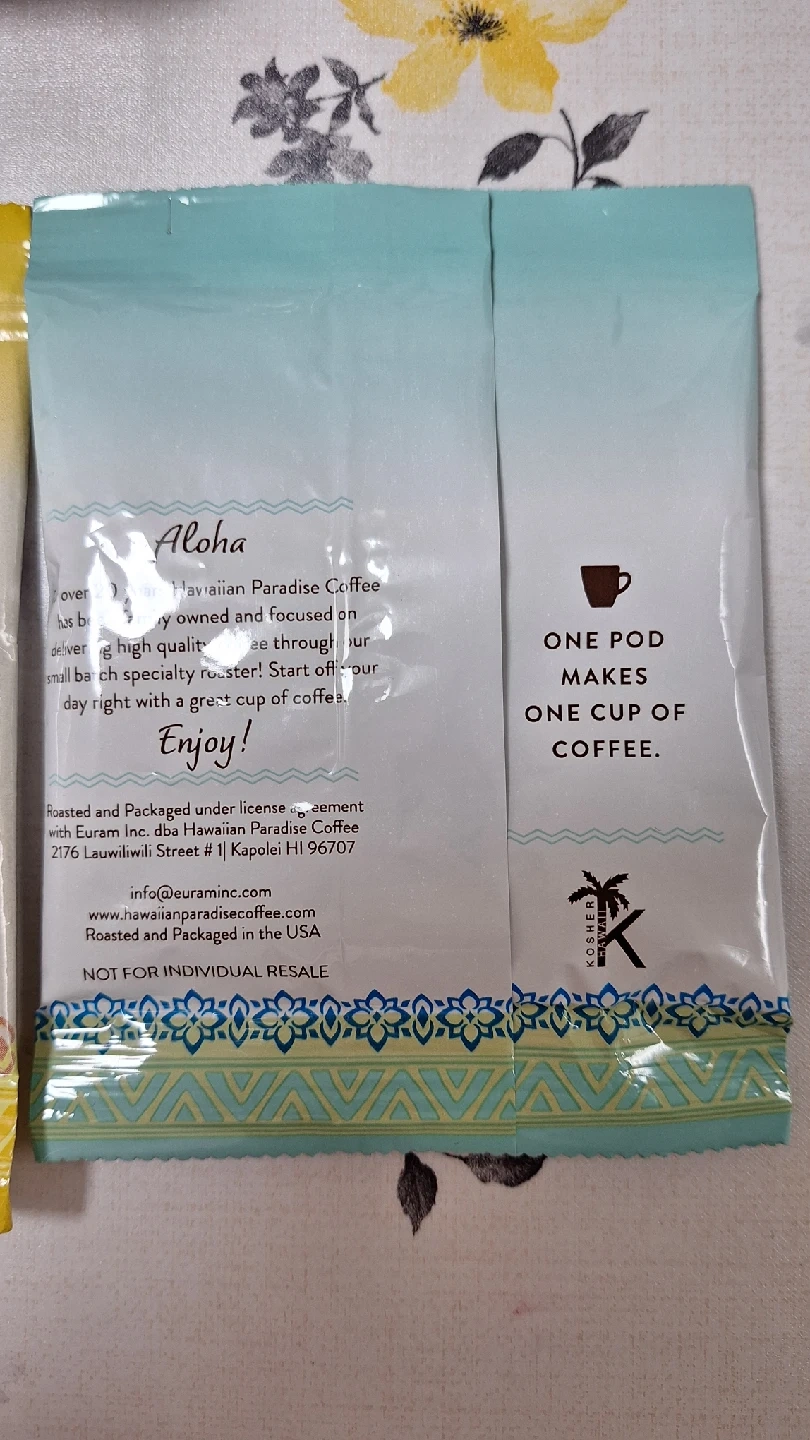 Aloha
over Hawaiian Paradise Coffee
has owned and focused on
delivering high quality through our
small batch specialty roaster! Start off your
day right with a great cup of coffee.
Enjoy!
Roasted and Packaged under license agreement
with Euram Inc. dba Hawaiian Paradise Coffee
2176 Lauwiliwili Street # 1| Kapolei HI 96707
info@euraminc.com
www.hawaiianparadisecoffee.com
Roasted and Packaged in the USA
NOT FOR INDIVIDUAL RESALE
ONE POD
MAKES
ONE CUP OF
COFFEE.
KOSHER
HAWAII
K